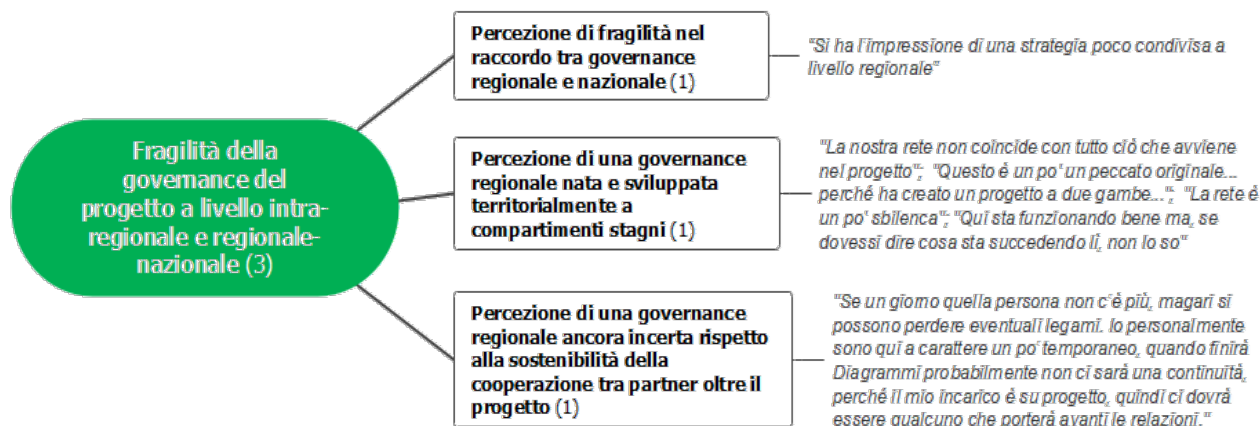 Fragilità della
governance del
progetto a livello intra-
regionale e regionale-
nazionale (3)
Percezione di fragilità nel
raccordo tra governance
regionale e nazionale (1)
"Si ha l'impressione di una strategia poco condivisa a
livello regionale"
Percezione di una governance
regionale nata e sviluppata
territorialmente a
compartimenti stagni (1)
"La nostra rete non coincide con tutto ciò che avviene
nel progetto"; "Questo è un po' un peccato originale...
perché ha creato un progetto a due gambe..."; "La rete è
un po' sbilenca"; "Qui sta funzionando bene ma, se
dovessi dire cosa sta succedendo lì, non lo so"
Percezione di una governance
regionale ancora incerta rispetto
alla sostenibilità della
cooperazione tra partner oltre il
progetto (1)
"Se un giorno quella persona non c'è più, magari si
possono perdere eventuali legami. Io personalmente
sono qui a carattere un po' temporaneo, quando finirà
Diagrammi probabilmente non ci sarà una continuità,
perché il mio incarico è su progetto, quindi ci dovrà
essere qualcuno che porterà avanti le relazioni."